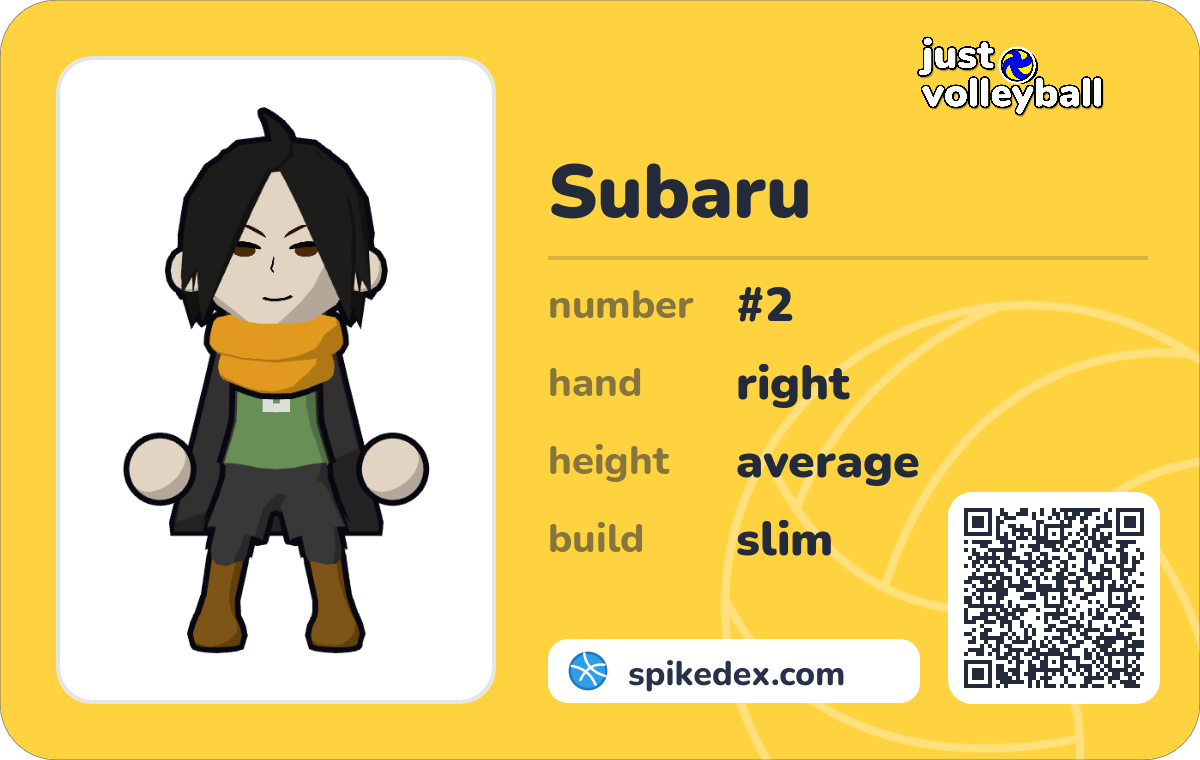 just
volleyball
Subaru
number #2
hand right
height average
build slim
spikedex.com